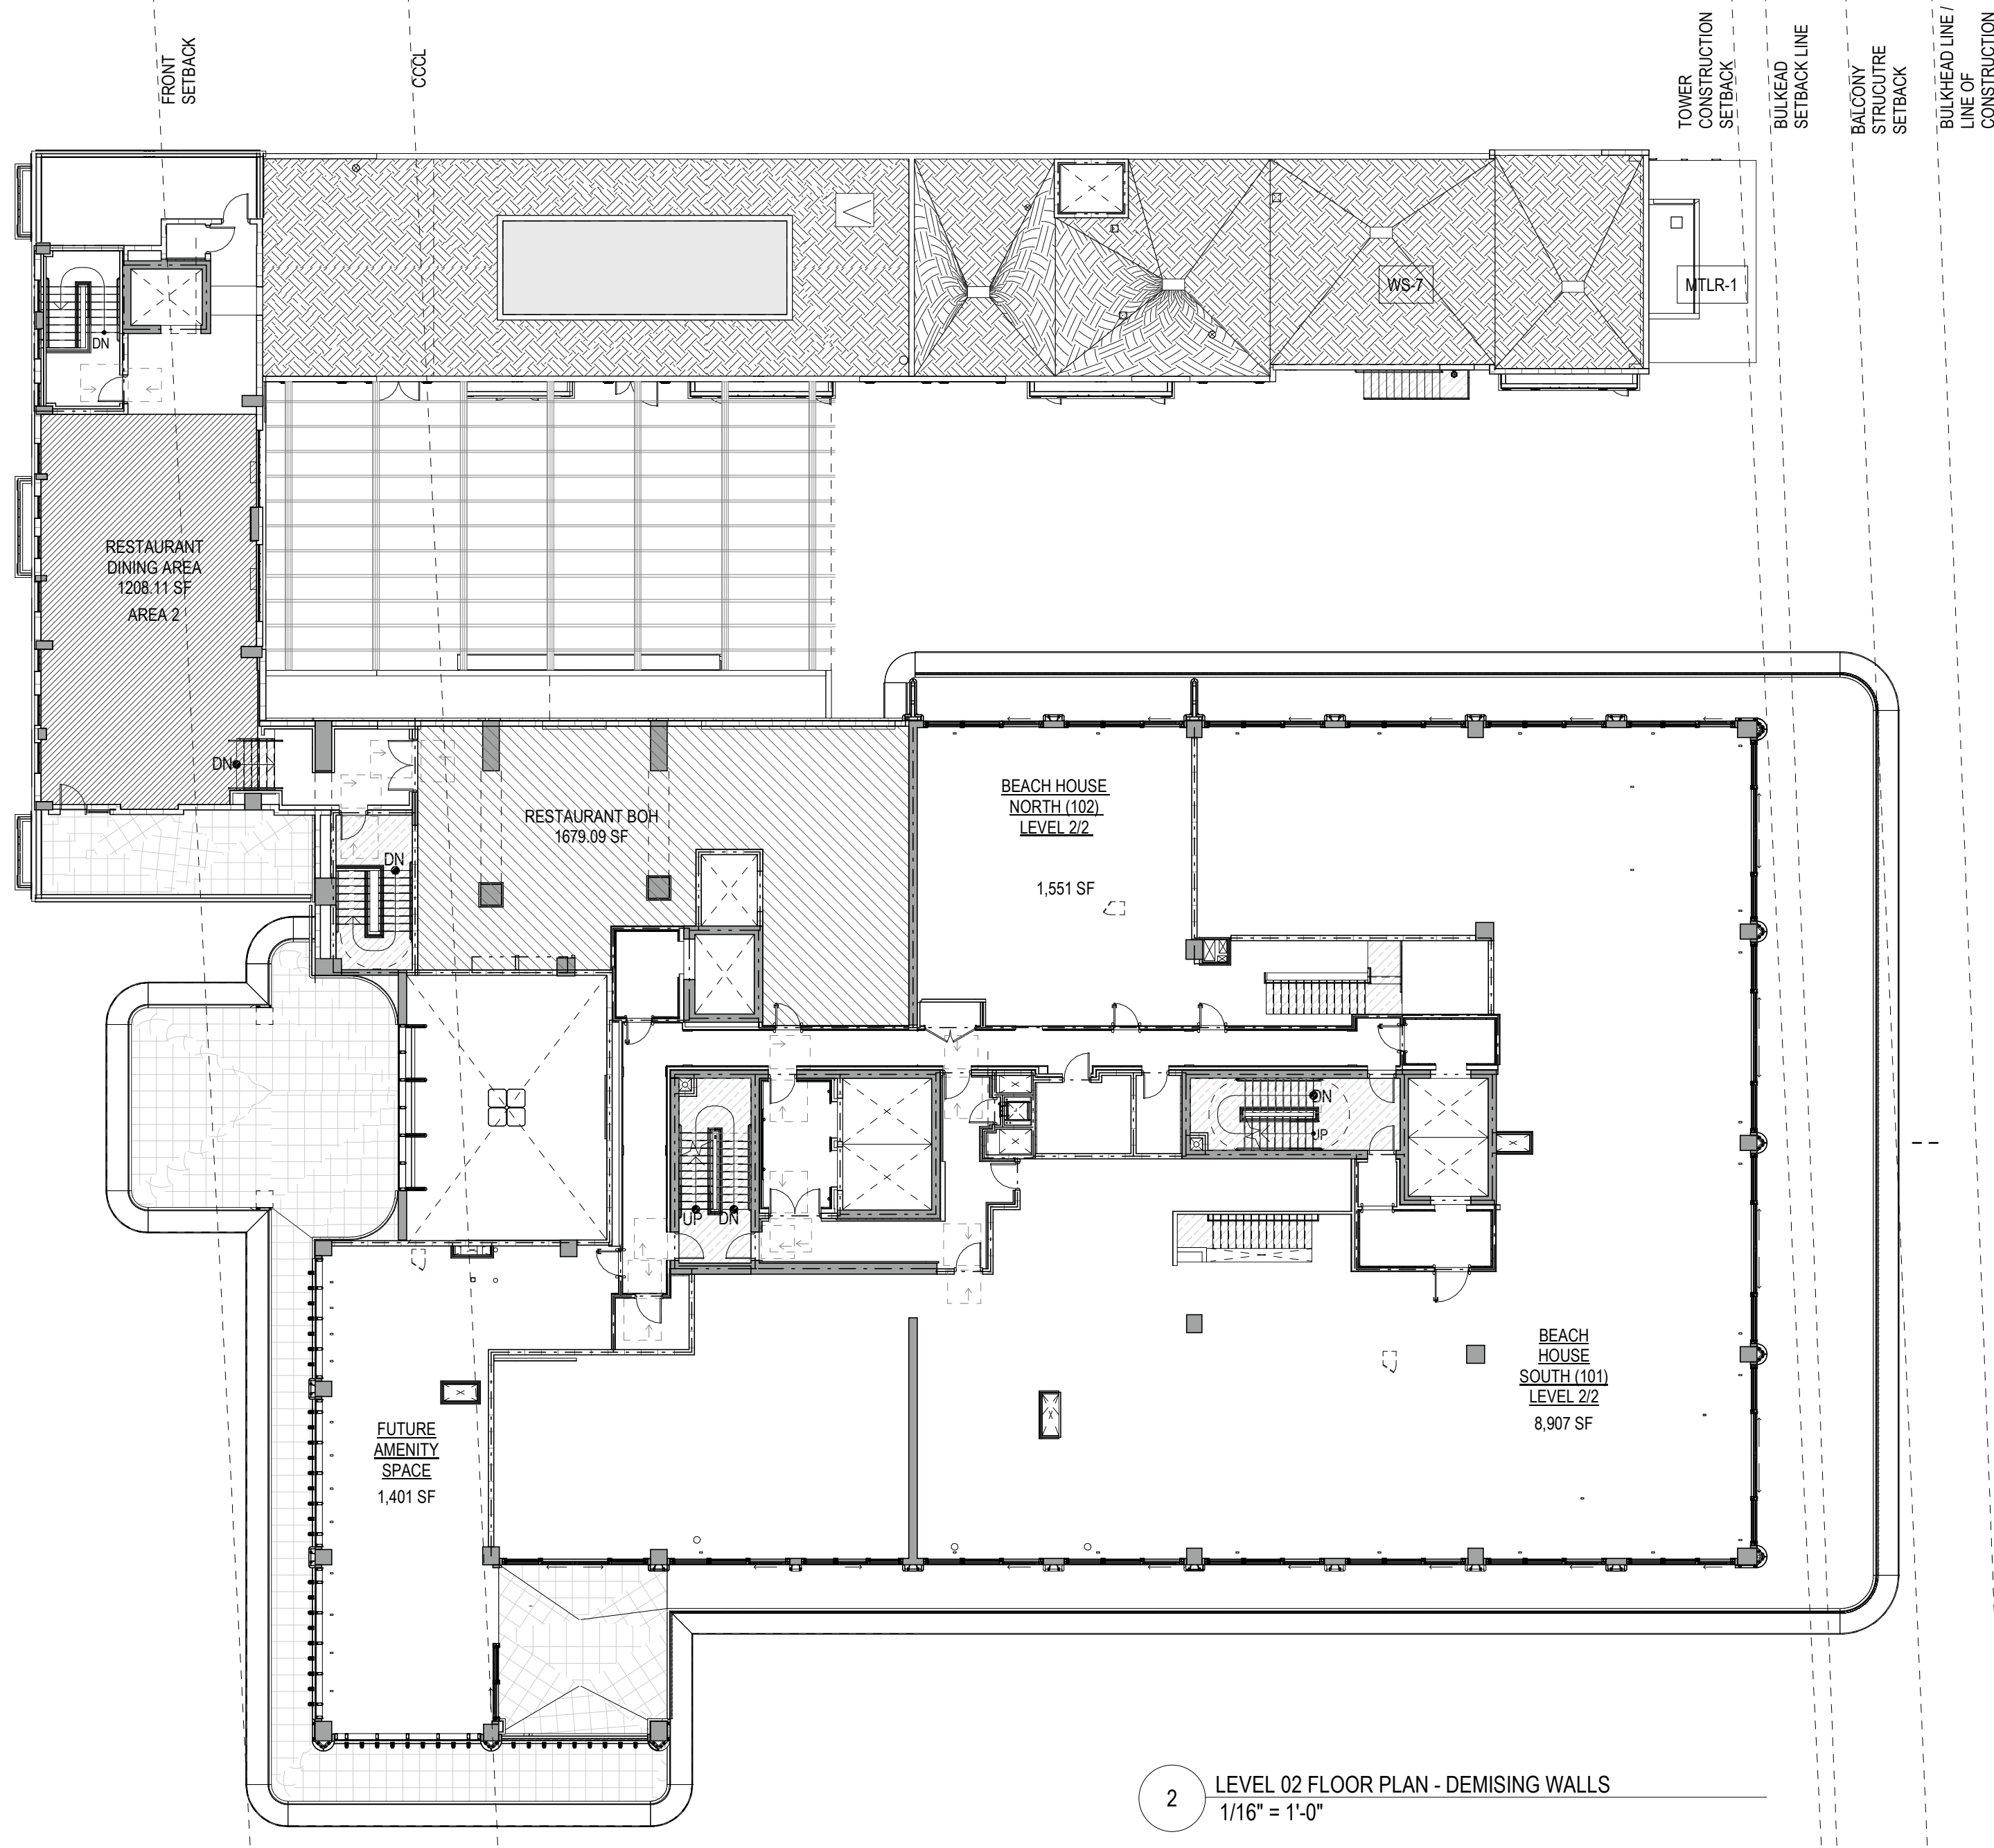 FRONT
SETBACK
CCCL
TOWER
CONSTRUCTION
SETBACK
BULKEAD
SETBACK LINE
BALCONY
STRUCUTRE
SETBACK
BULKHEAD LINE /
LINE OF
CONSTRUCTION
WS-7
MTLR-1
DN
RESTAURANT
DINING AREA
1208.11 SF
AREA 2
DN
RESTAURANT BOH
1679.09 SF
BEACH HOUSE
NORTH (102)
LEVEL 2/2
1,551 SF
DN
DN
UP
UP
DN
BEACH
HOUSE
SOUTH (101)
LEVEL 2/2
8,907 SF
FUTURE
AMENITY
SPACE
1,401 SF
2
LEVEL 02 FLOOR PLAN - DEMISING WALLS
1/16" = 1'-0"